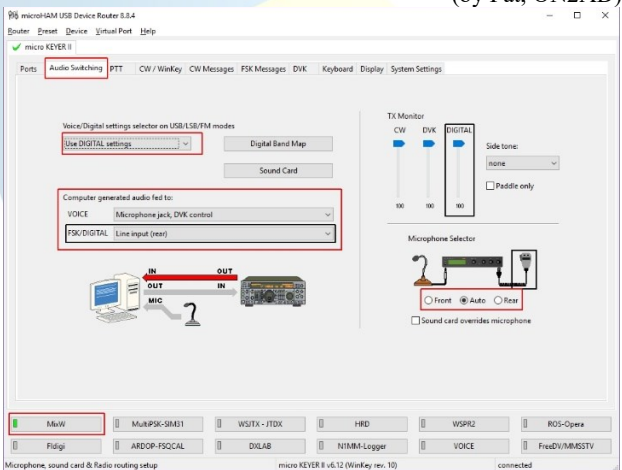 (by Pat, ON2AD)
microHAM USB Device Router 8.8.4
Router Preset Device Virtual Port Help
micro KEYER II
Ports Audio Switching PTT CW / WinKey CW Messages FSK Messages DVK Keyboard Display System Settings
Voice/Digital settings selector on USB/LSB/FM modes
Use DIGITAL settings
Digital Band Map
Sound Card
Computer generated audio fed to:
VOICE Microphone jack, DVK control
FSK/DIGITAL Line input (rear)
IN OUT
OUT IN
MIC
TX Monitor
CW DVK DIGITAL
Side tone:
none
Paddle only
100 100 100
Microphone Selector
Front Auto Rear
Sound card overrides microphone
MixW MultiPSK-SIM31 WSJTX - JTDX HRD WSPR2 ROS-Opera
Fldigi ARDOP-FSQCAL DXLAB N1MM-Logger VOICE FreeDV/MMSSTV
Microphone, sound card & Radio routing setup micro KEYER II v6.12 (WinKey rev. 10) connected